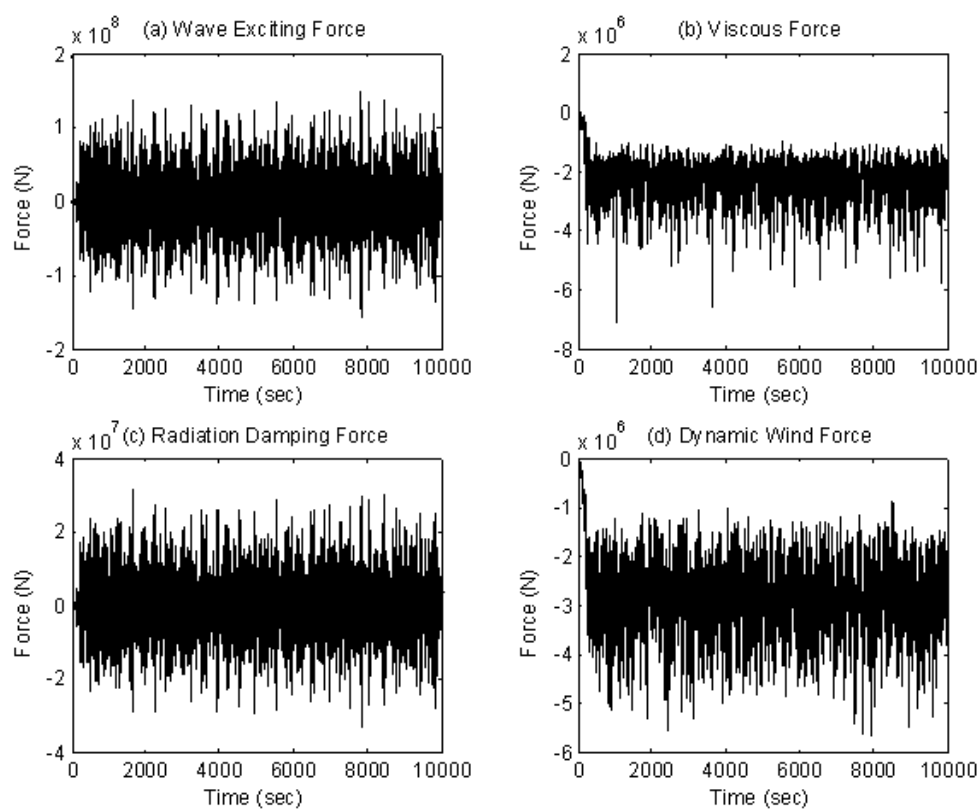 x 10^8 (a) Wave Exciting Force
2
1
0
-1
-2
Force (N)
0 2000 4000 6000 8000 10000
Time (sec)
x 10^6 (b) Viscous Force
2
0
-2
-4
-6
-8
Force (N)
0 2000 4000 6000 8000 10000
Time (sec)
x 10^7 (c) Radiation Damping Force
4
2
0
-2
-4
Force (N)
0 2000 4000 6000 8000 10000
Time (sec)
x 10^6 (d) Dynamic Wind Force
0
-1
-2
-3
-4
-5
-6
Force (N)
0 2000 4000 6000 8000 10000
Time (sec)